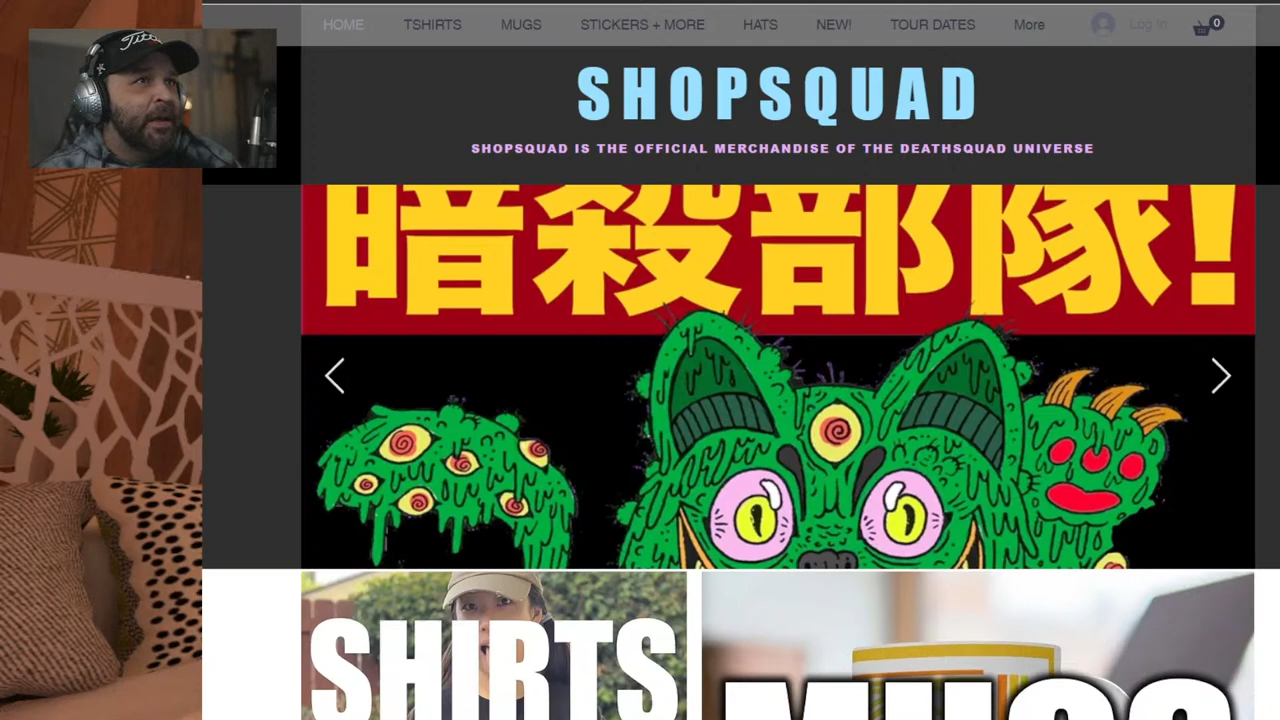 HOME TSHIRTS MUGS STICKERS + MORE HATS NEW! TOUR DATES More Log In 0
SHOPSQUAD
SHOPSQUAD IS THE OFFICIAL MERCHANDISE OF THE DEATHSQUAD UNIVERSE
暗殺部隊!
SHIRTS
MUGS